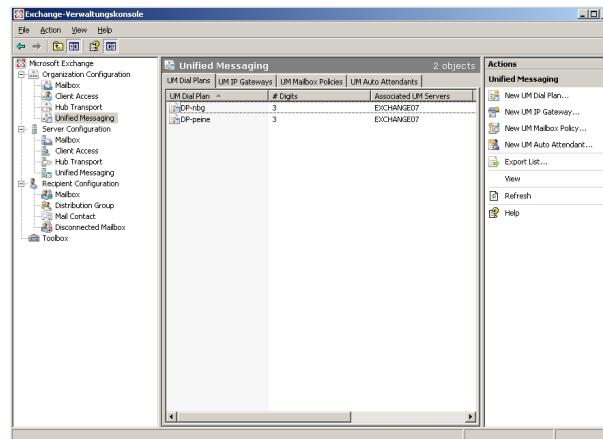 Exchange-Verwaltungskonsole
File Action View Help
Microsoft Exchange
Organization Configuration
Mailbox
Client Access
Hub Transport
Unified Messaging
Server Configuration
Mailbox
Client Access
Hub Transport
Unified Messaging
Recipient Configuration
Mailbox
Distribution Group
Mail Contact
Disconnected Mailbox
Toolbox
Unified Messaging 2 objects
UM Dial Plans UM IP Gateways UM Mailbox Policies UM Auto Attendants
UM Dial Plan # Digits Associated UM Servers
DP-nbg 3 EXCHANGE07
DP-peine 3 EXCHANGE07
Actions
Unified Messaging
New UM Dial Plan...
New UM IP Gateway...
New UM Mailbox Policy...
New UM Auto Attendant...
Export List...
View
Refresh
Help